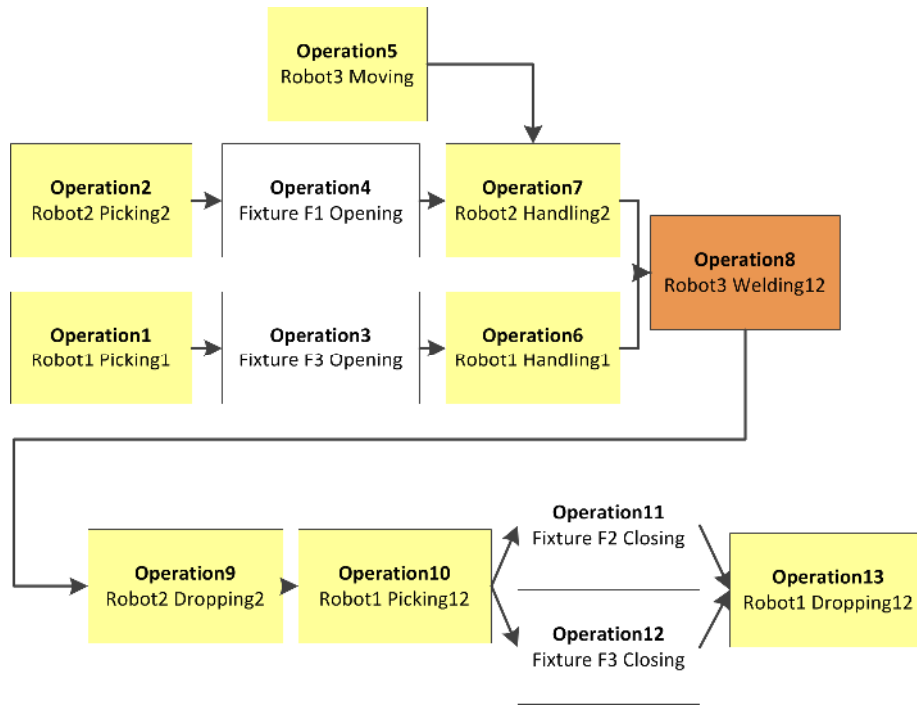 Operation5
Robot3 Moving
Operation2
Robot2 Picking2
Operation4
Fixture F1 Opening
Operation7
Robot2 Handling2
Operation8
Robot3 Welding12
Operation1
Robot1 Picking1
Operation3
Fixture F3 Opening
Operation6
Robot1 Handling1
Operation11
Fixture F2 Closing
Operation9
Robot2 Dropping2
Operation10
Robot1 Picking12
Operation13
Robot1 Dropping12
Operation12
Fixture F3 Closing